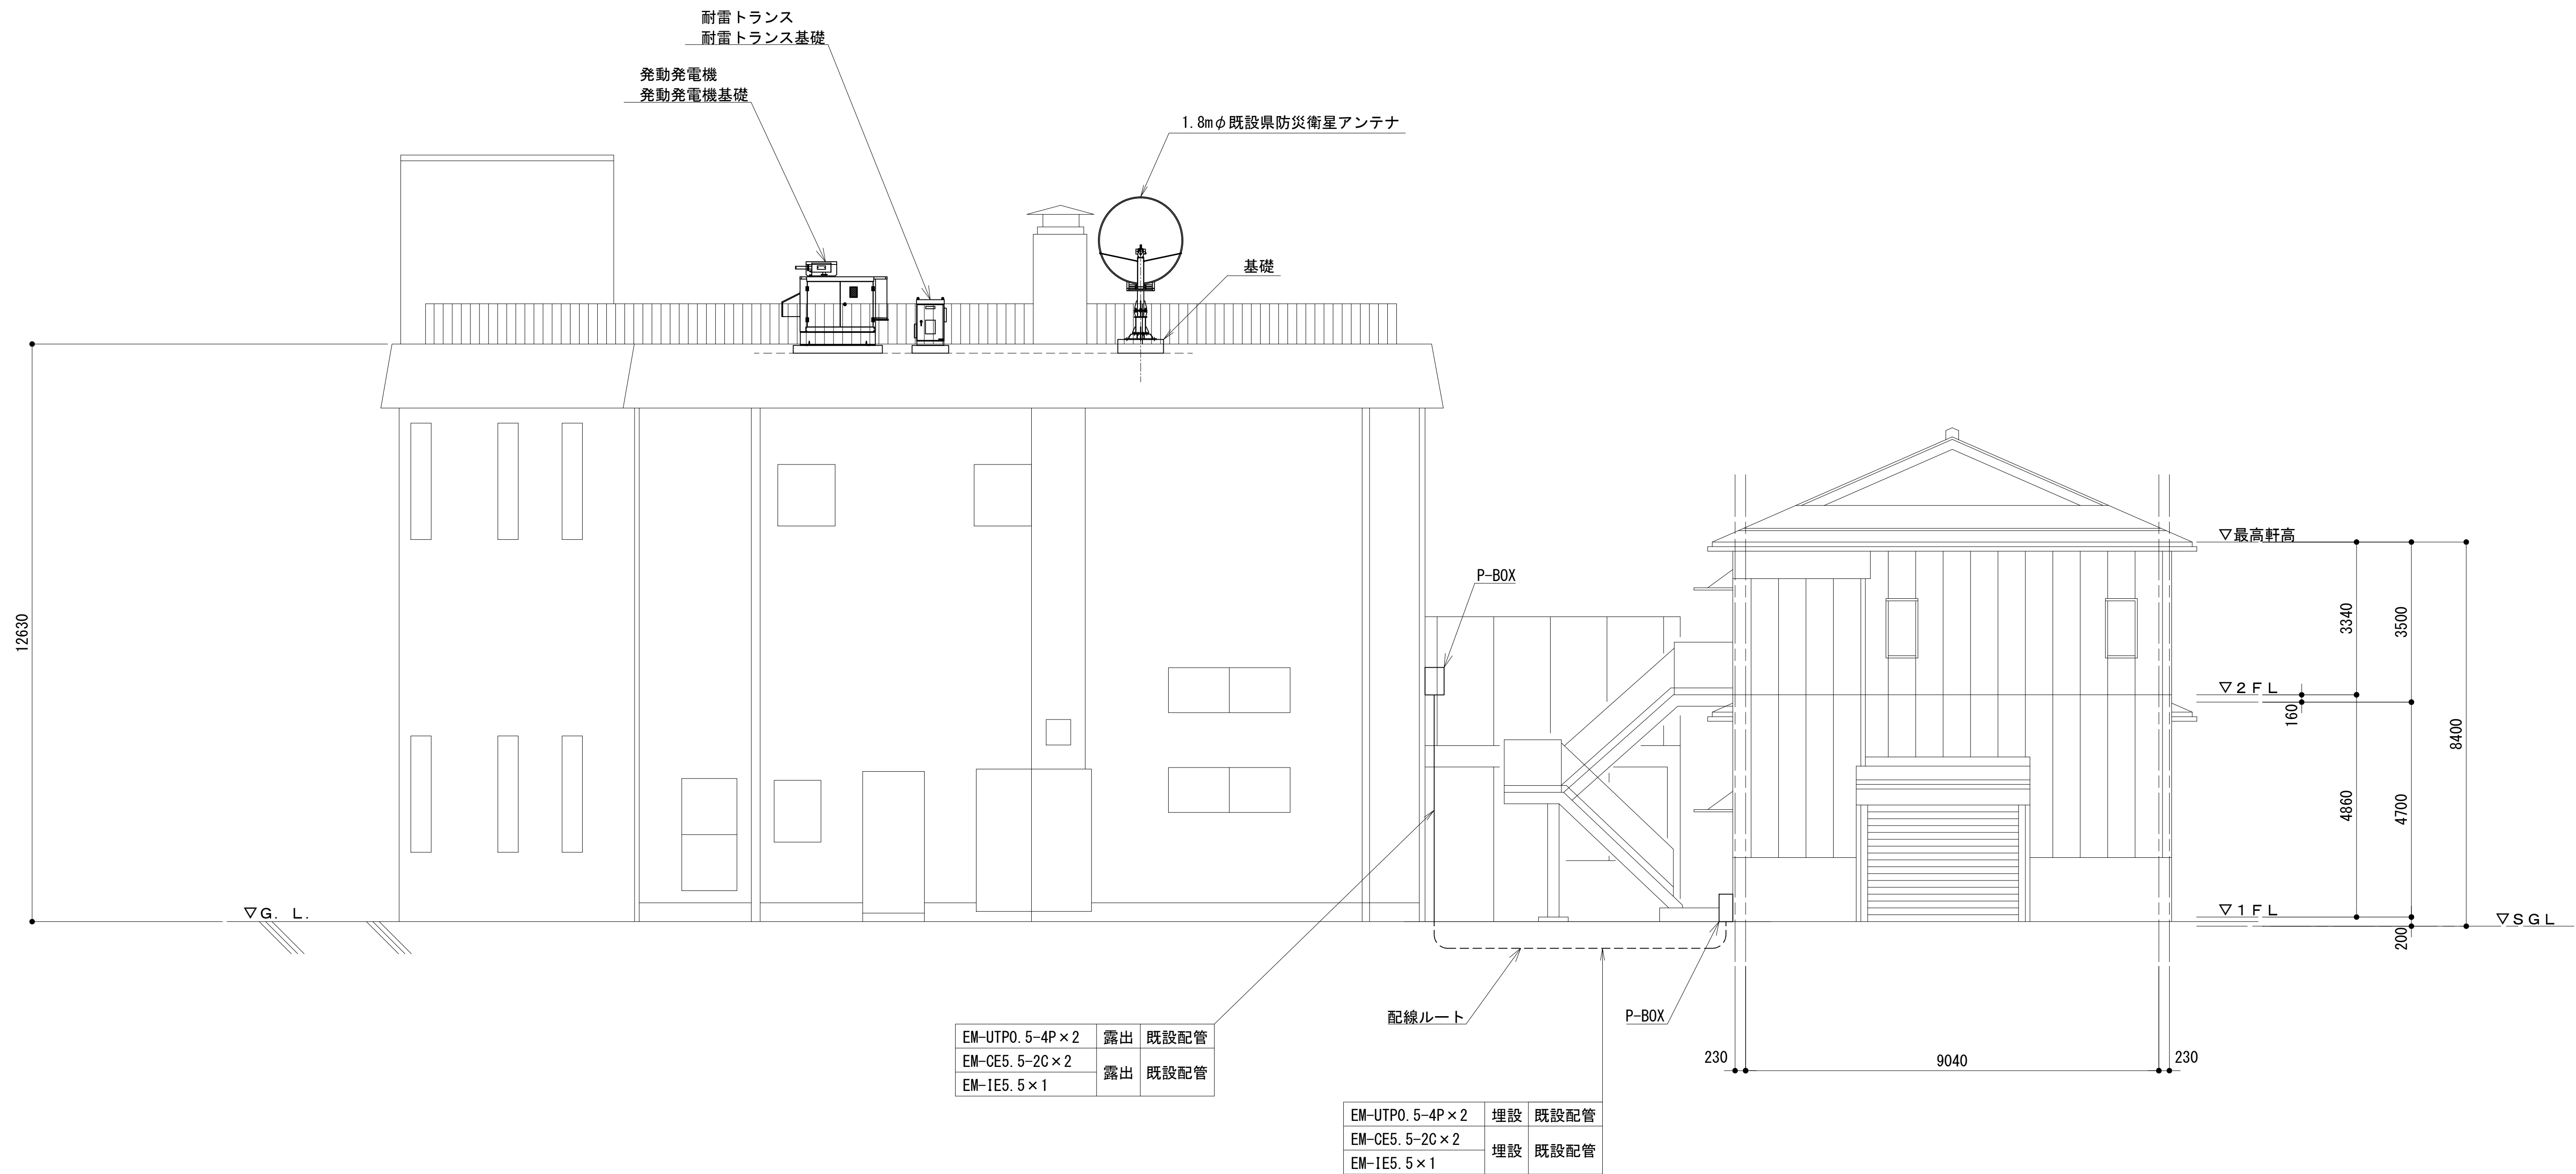 耐雷トランス
耐雷トランス基礎
発動発電機
発動発電機基礎
1.8mφ既設県防災衛星アンテナ
基礎
12630
▽G. L.
P-BOX
▽最高軒高
3340
3500
▽2FL
160
8400
4860
4700
▽1FL
▽SGL
200
配線ルート
P-BOX
EM-UTP0.5-4P×2 露出 既設配管
EM-CE5.5-2C×2
露出 既設配管
EM-IE5.5×1
230
9040
230
EM-UTP0.5-4P×2 埋設 既設配管
EM-CE5.5-2C×2
埋設 既設配管
EM-IE5.5×1